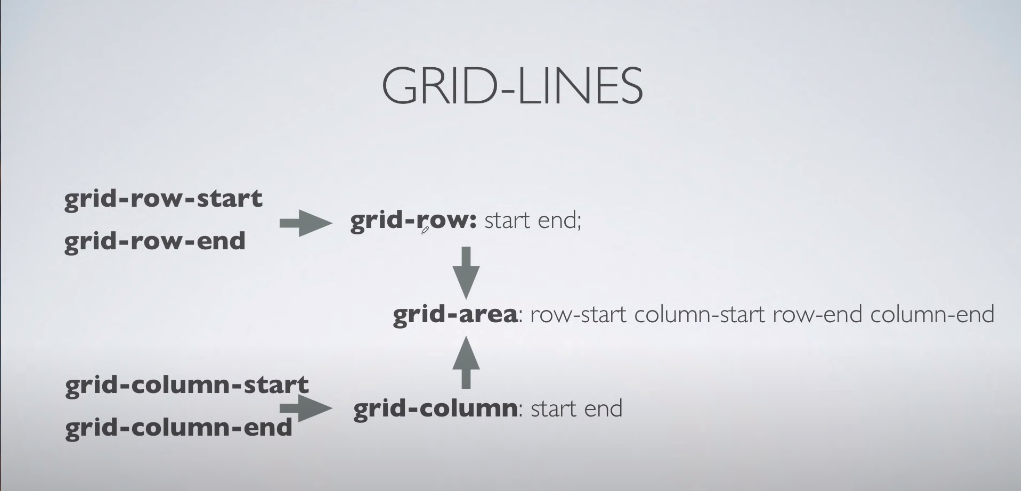 GRID-LINES
grid-row-start
grid-row-end
grid-row: start end;
grid-area: row-start column-start row-end column-end
grid-column-start
grid-column-end
grid-column: start end